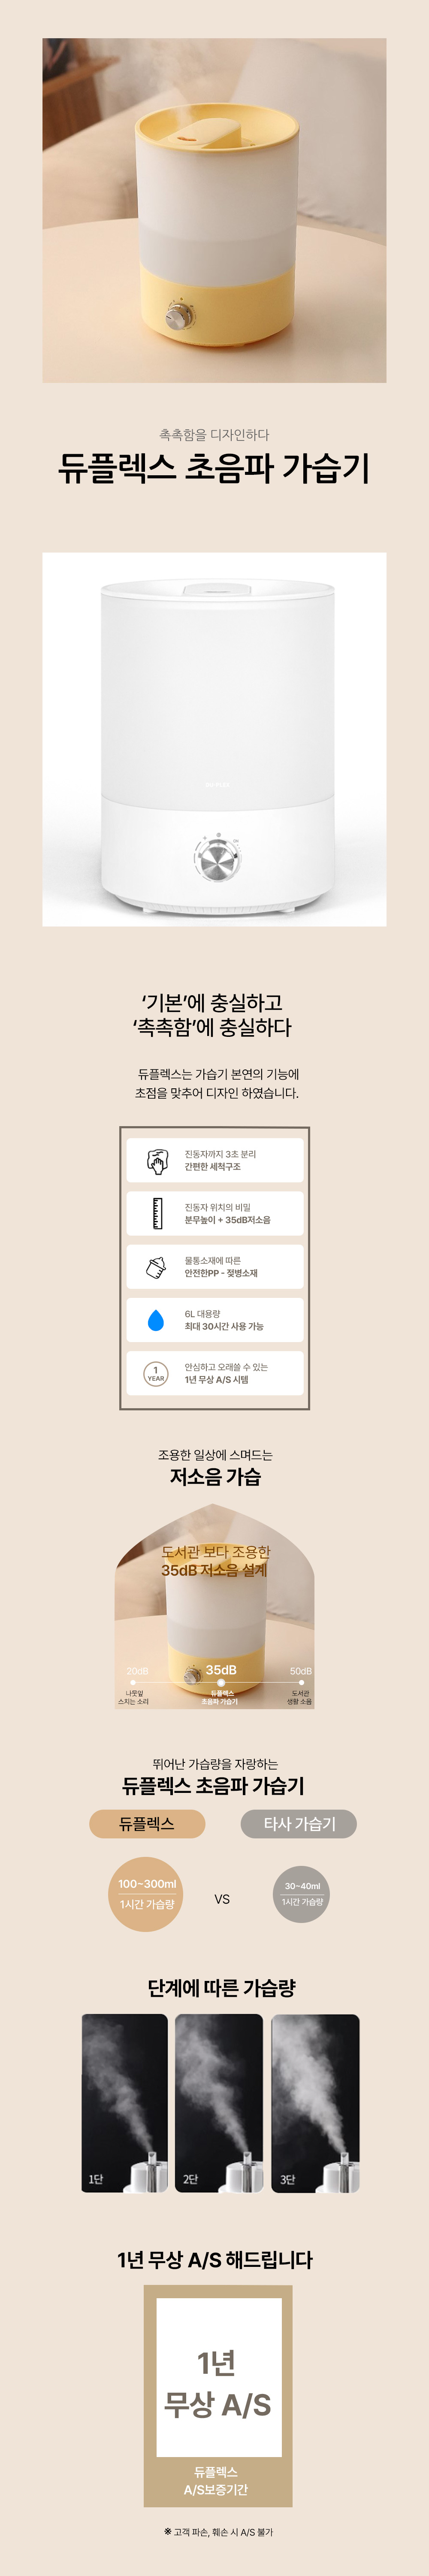 촉촉함을 디자인하다
듀플렉스 초음파 가습기
‘기본’에 충실하고
‘촉촉함’에 충실하다
듀플렉스는 가습기 본연의 기능에
초점을 맞추어 디자인 하였습니다.
진동자까지 3초 분리
간편한 세척구조
진동자 위치의 비밀
분무높이 + 35dB저소음
물통소재에 따른
안전한PP - 젖병소재
6L 대용량
최대 30시간 사용 가능
1
YEAR
안심하고 오래쓸 수 있는
1년 무상 A/S 시템
조용한 일상에 스며드는
저소음 가습
도서관 보다 조용한
35dB 저소음 설계
20dB
35dB
50dB
나뭇잎
스치는 소리
듀플렉스
초음파 가습기
도서관
생활 소음
뛰어난 가습량을 자랑하는
듀플렉스 초음파 가습기
듀플렉스
타사 가습기
100~300ml
1시간 가습량
VS
30~40ml
1시간 가습량
단계에 따른 가습량
1단
2단
3단
1년 무상 A/S 해드립니다
1년
무상 A/S
듀플렉스
A/S보증기간
※ 고객 파손, 훼손 시 A/S 불가